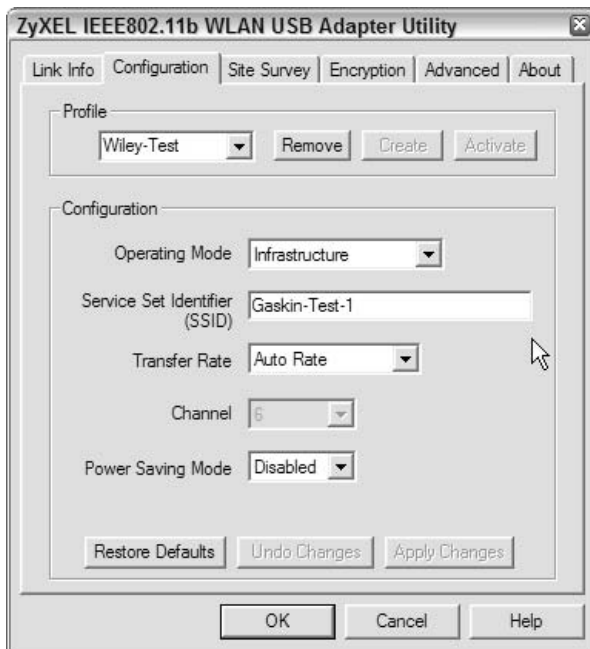 ZyXEL IEEE802.11b WLAN USB Adapter Utility
Link Info Configuration Site Survey Encryption Advanced About
Profile
Wiley-Test Remove Create Activate
Configuration
Operating Mode Infrastructure
Service Set Identifier
(SSID) Gaskin-Test-1
Transfer Rate Auto Rate
Channel 6
Power Saving Mode Disabled
Restore Defaults Undo Changes Apply Changes
OK Cancel Help